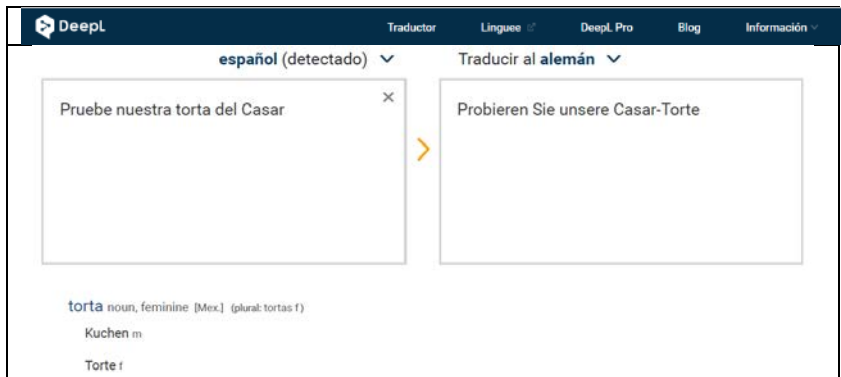 DeepL Traductor Linguee DeepL Pro Blog Información
español (detectado) Traducir al alemán
Pruebe nuestra torta del Casar
Probieren Sie unsere Casar-Torte
torta noun, feminine [Mex.] (plural: tortas f)
Kuchen m
Torte f